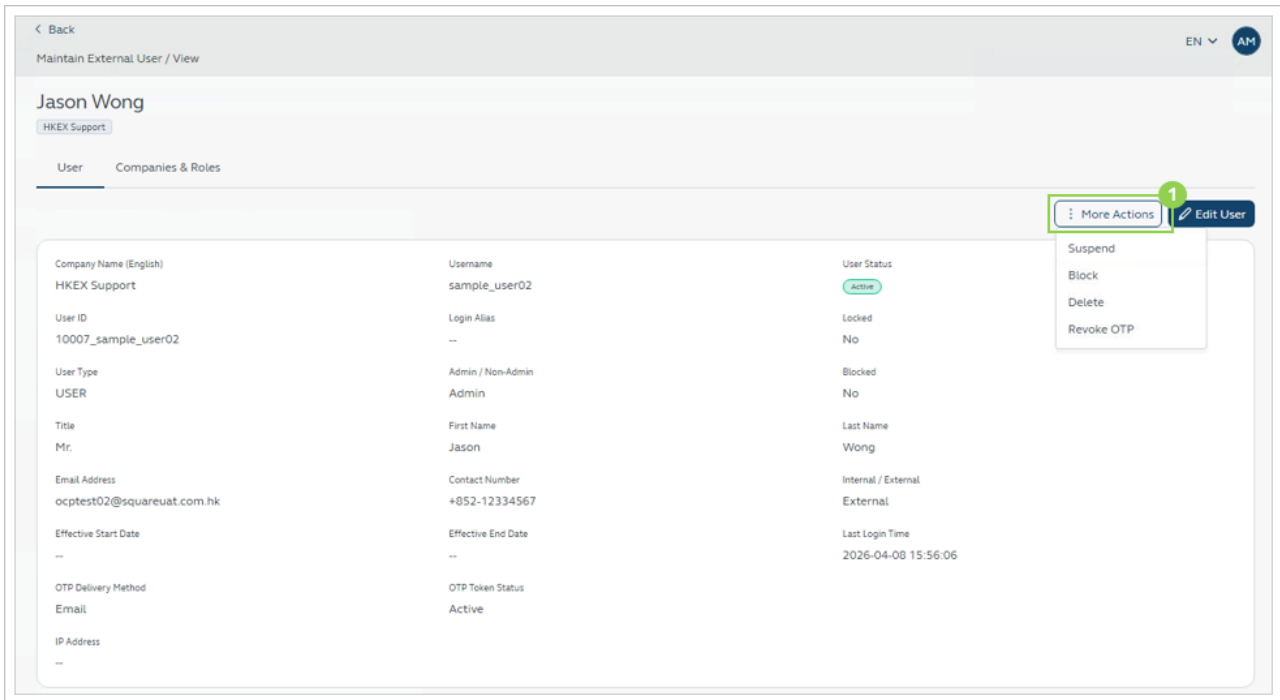 Back
EN
AM
Maintain External User / View
Jason Wong
HKEX Support
User Companies & Roles
1
More Actions
Edit User
Suspend
Block
Delete
Revoke OTP
Company Name (English) Username User Status
HKEX Support sample_user02 Active
User ID Login Alias Locked
10007_sample_user02 -- No
User Type Admin / Non-Admin Blocked
USER Admin No
Title First Name Last Name
Mr. Jason Wong
Email Address Contact Number Internal / External
ocptest02@squareuat.com.hk +852-12334567 External
Effective Start Date Effective End Date Last Login Time
-- -- 2026-04-08 15:56:06
OTP Delivery Method OTP Token Status
Email Active
IP Address
--